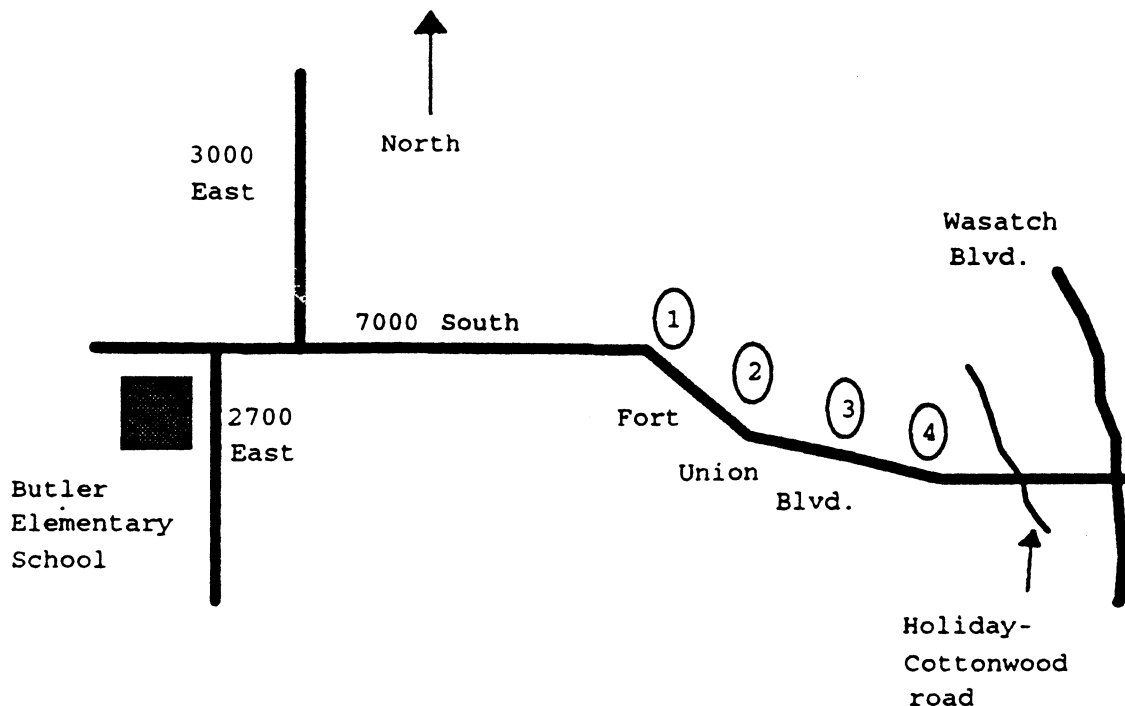 North
3000
East
Wasatch
Blvd.
7000 South
1
2
3
4
2700
East
Fort
Union
Blvd.
Butler
Elementary
School
Holiday-
Cottonwood
road